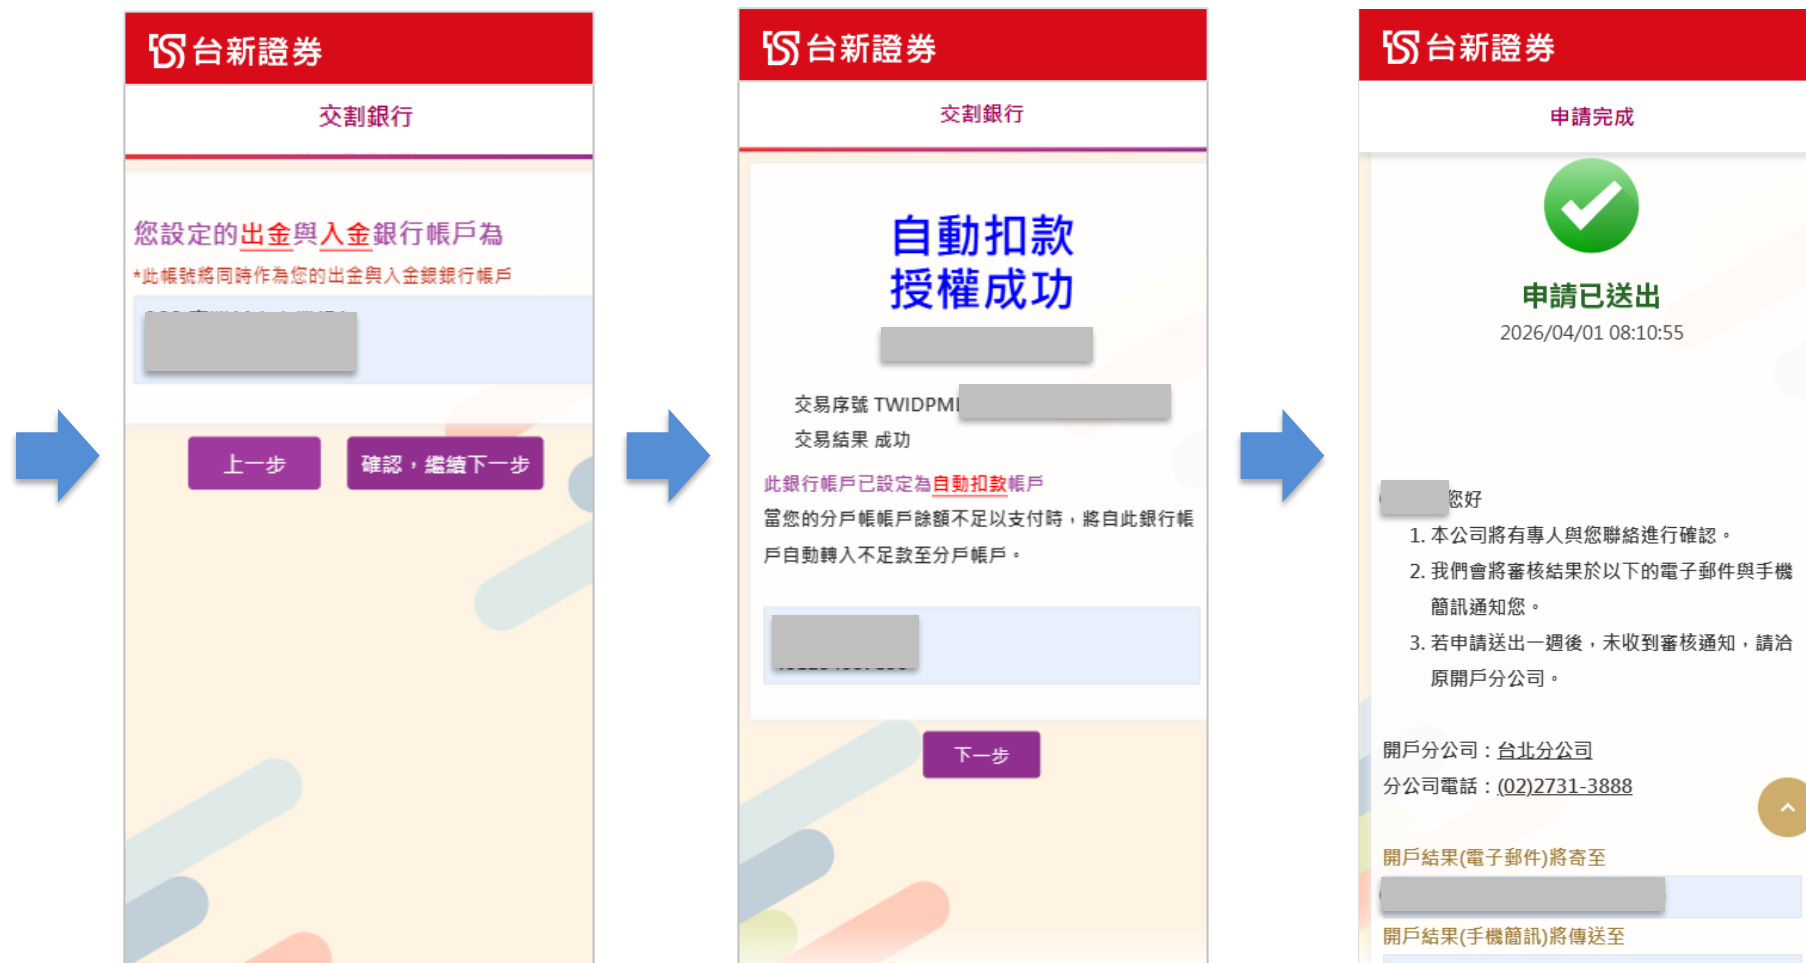 台新證券
交割銀行
您設定的出金與入金銀行帳戶為
*此帳號將同時作為您的出金與入金銀銀行帳戶
上一步
確認，繼續下一步
台新證券
交割銀行
自動扣款
授權成功
交易序號 TWIDPM
交易結果 成功
此銀行帳戶已設定為自動扣款帳戶
當您的分戶帳帳戶餘額不足以支付時，將自此銀行帳
戶自動轉入不足款至分戶帳戶。
下一步
台新證券
申請完成
申請已送出
2026/04/01 08:10:55
您好
1. 本公司將有專人與您聯絡進行確認。
2. 我們會將審核結果於以下的電子郵件與手機
簡訊通知您。
3. 若申請送出一週後，未收到審核通知，請洽
原開戶分公司。
開戶分公司：台北分公司
分公司電話：(02)2731-3888
開戶結果(電子郵件)將寄至
開戶結果(手機簡訊)將傳送至